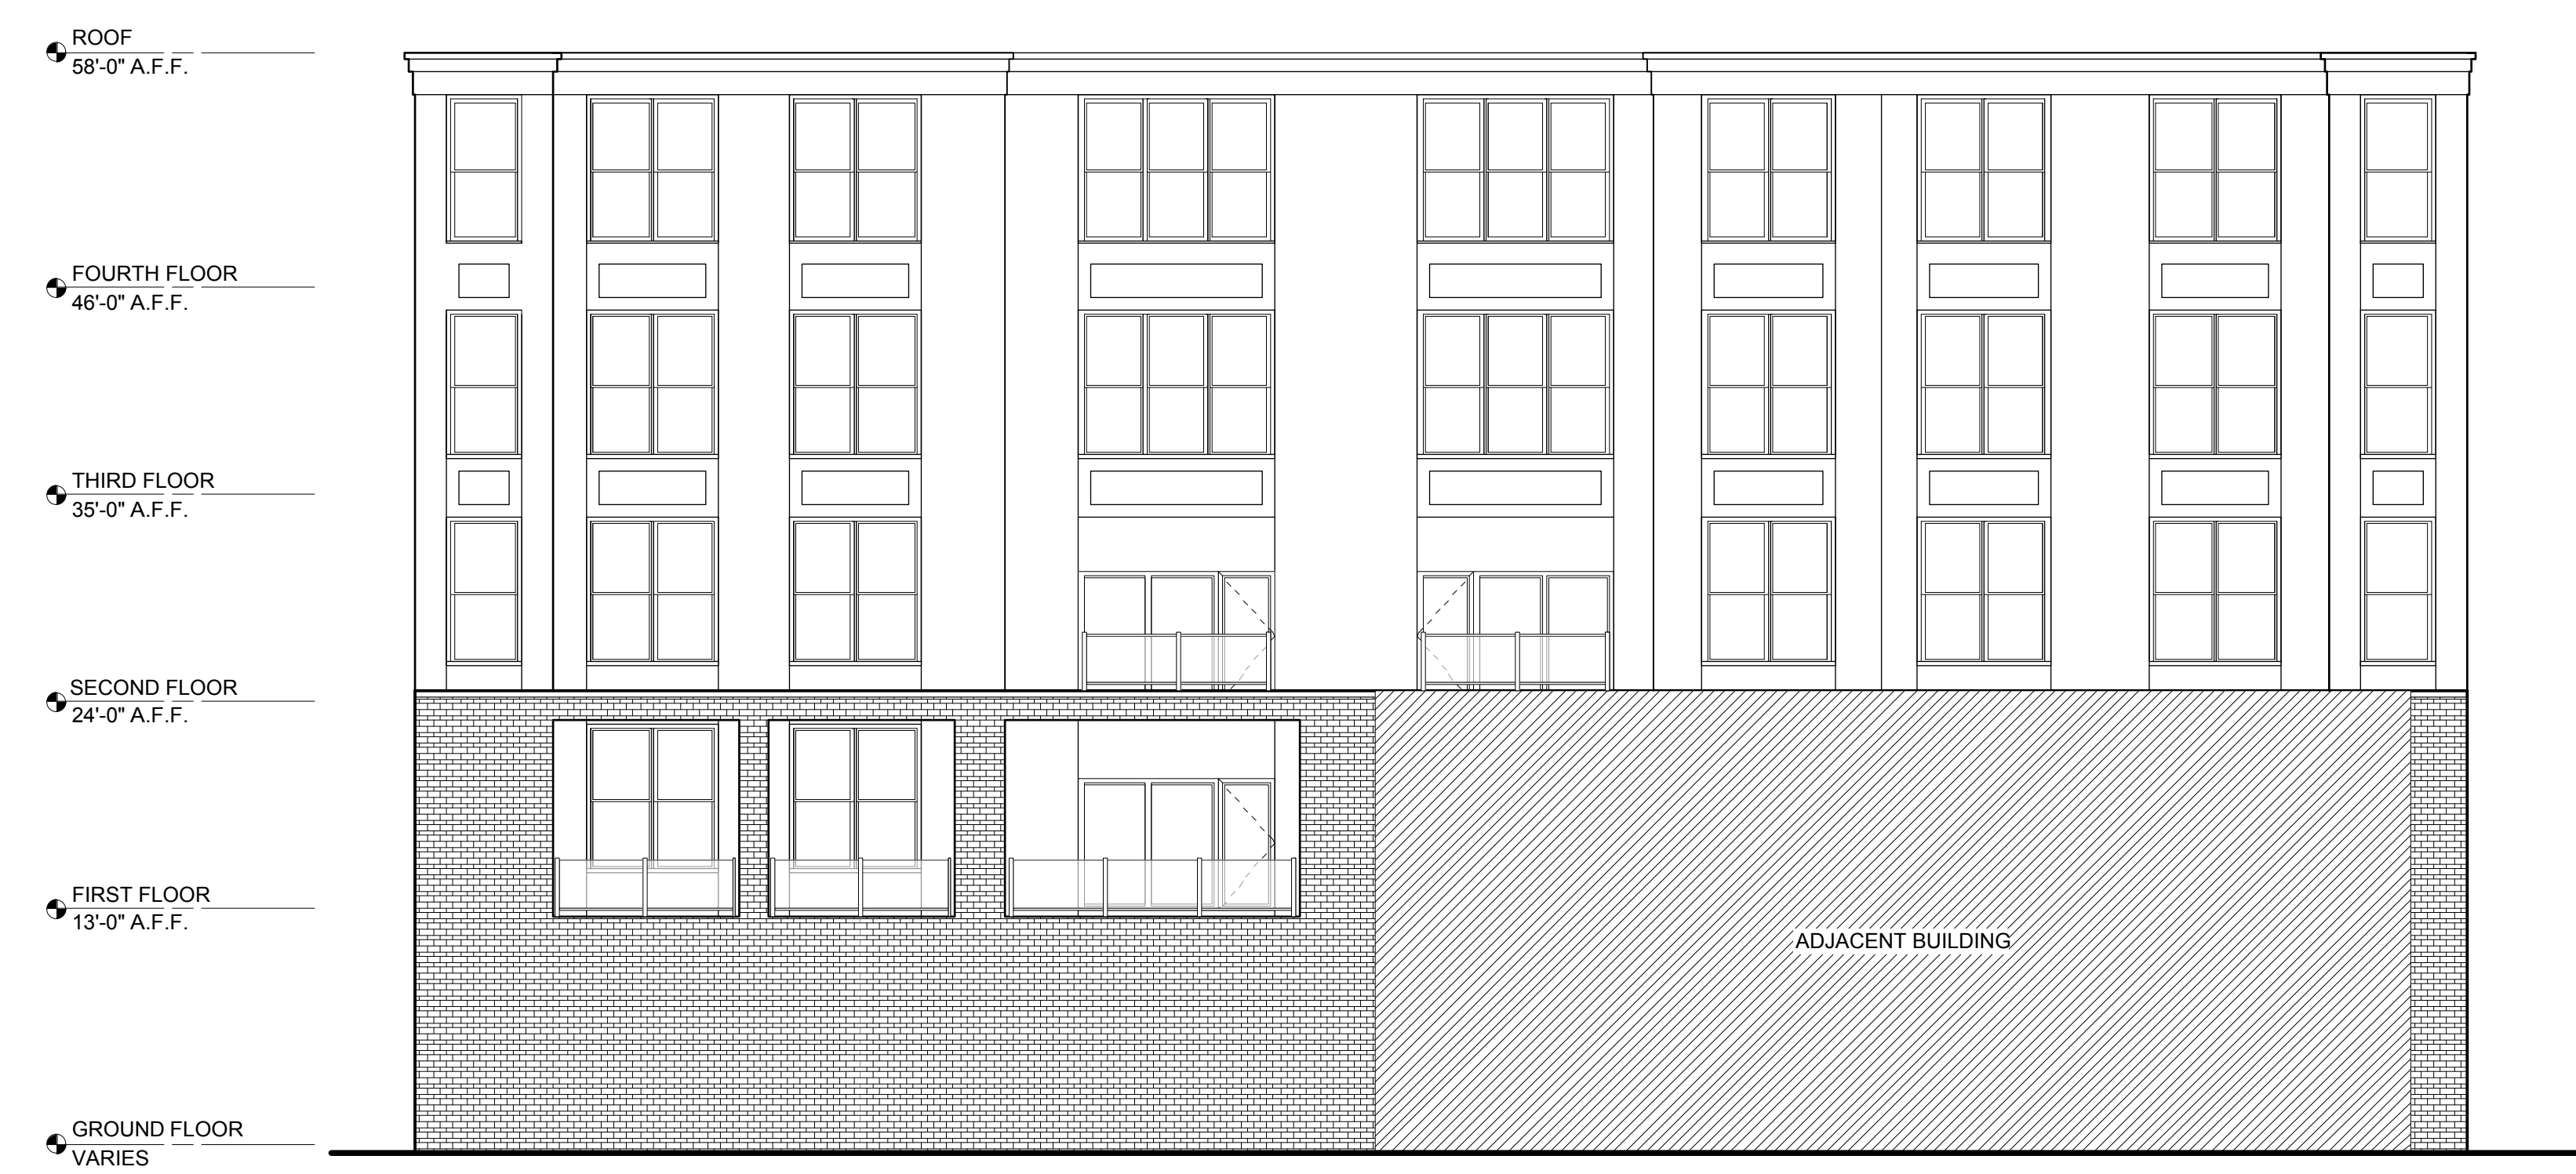 ROOF
58'-0" A.F.F.
FOURTH FLOOR
46'-0" A.F.F.
THIRD FLOOR
35'-0" A.F.F.
SECOND FLOOR
24'-0" A.F.F.
FIRST FLOOR
13'-0" A.F.F.
ADJACENT BUILDING
GROUND FLOOR
VARIES